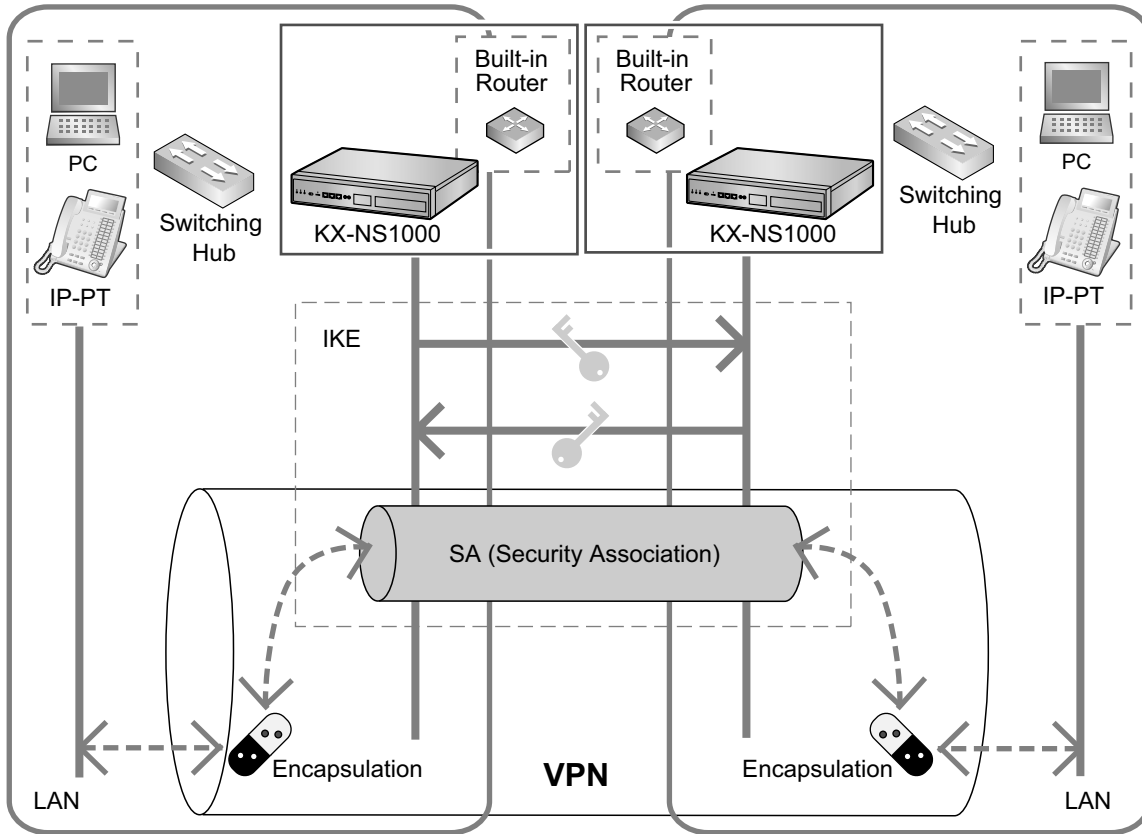 Built-in
Router
Built-in
Router
PC
Switching
Hub
KX-NS1000
KX-NS1000
Switching
Hub
PC
IP-PT
IP-PT
IKE
SA (Security Association)
Encapsulation
VPN
Encapsulation
LAN
LAN